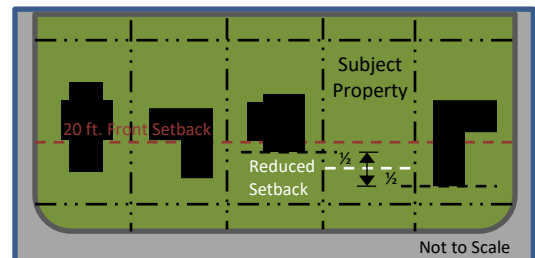 Subject
Property
20 ft. Front Setback
Reduced
Setback
½
½
Not to Scale